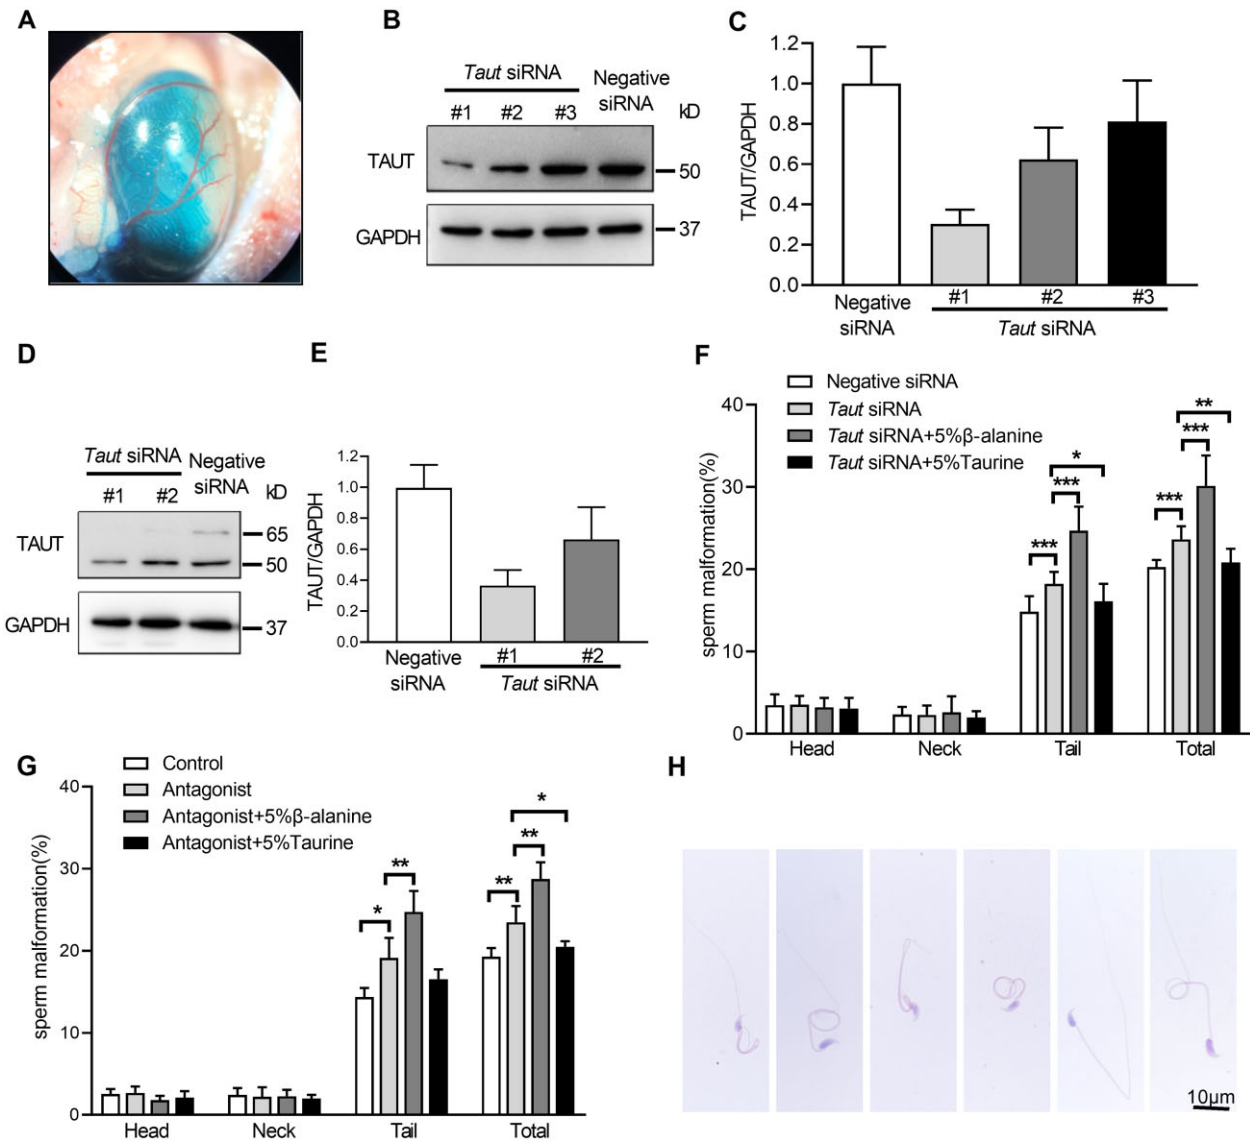 A
B
Taut siRNA
Negative
siRNA
kD
#1 #2 #3
TAUT
50
GAPDH
37
C
TAUT/GAPDH
1.2
1.0
0.8
0.6
0.4
0.2
0.0
Negative
siRNA
#1 #2 #3
Taut siRNA
D
Taut siRNA
Negative
siRNA
kD
#1 #2
TAUT
65
50
GAPDH
37
E
TAUT/GAPDH
1.2
1.0
0.8
0.6
0.4
0.2
0.0
Negative
siRNA
#1 #2
Taut siRNA
F
Negative siRNA
Taut siRNA
Taut siRNA+5%β-alanine
Taut siRNA+5%Taurine
sperm malformation(%)
40
30
20
10
0
***
***
*
***
***
**
Head Neck Tail Total
G
Control
Antagonist
Antagonist+5%β-alanine
Antagonist+5%Taurine
sperm malformation(%)
40
30
20
10
0
*
**
**
**
*
Head Neck Tail Total
H
10μm